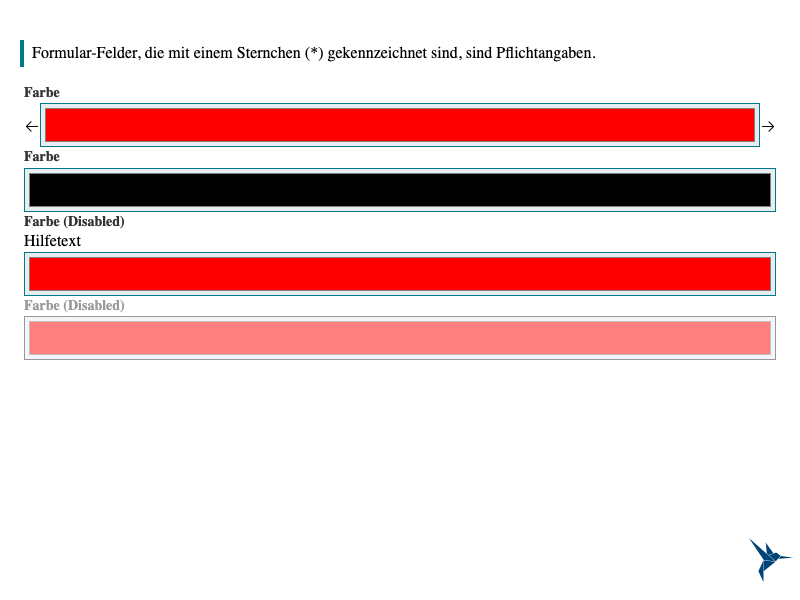 Formular-Felder, die mit einem Sternchen (*) gekennzeichnet sind, sind Pflichtangaben.
Farbe
← →
Farbe
Farbe (Disabled)
Hilfetext
Farbe (Disabled)